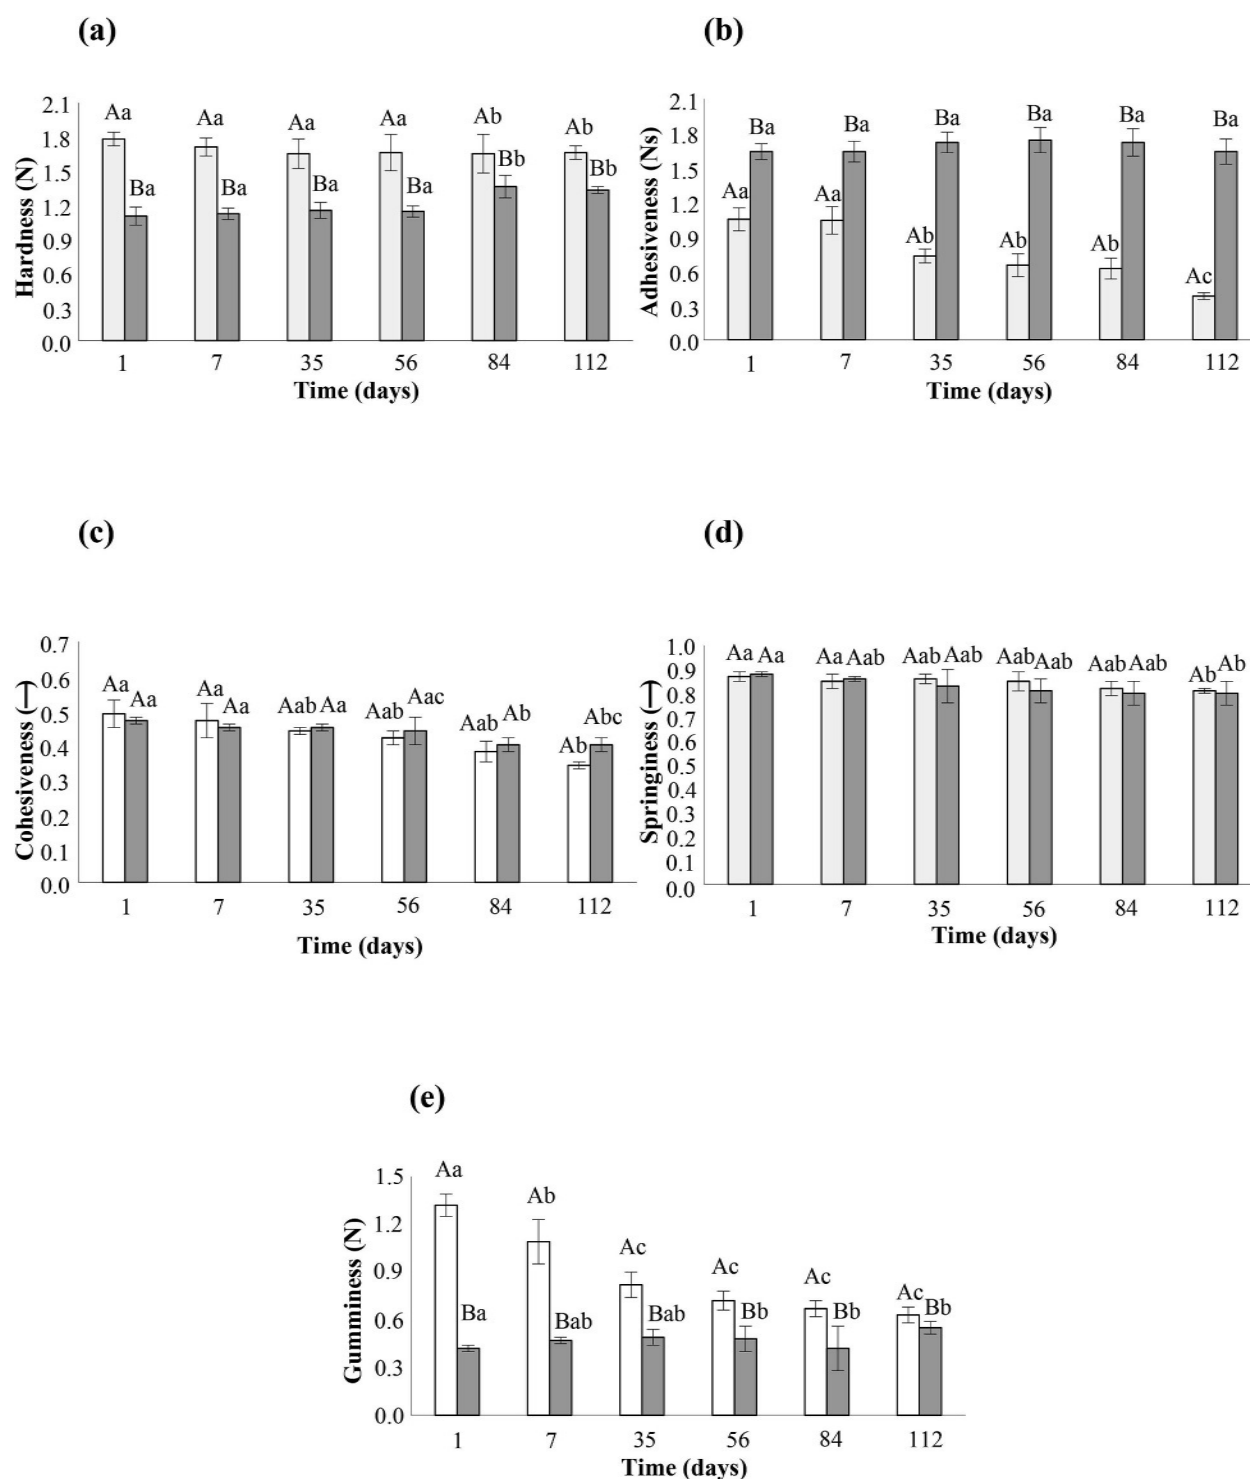 (a)
Hardness (N)
2.1
1.8
1.5
1.2
0.9
0.6
0.3
0.0
Aa Aa Aa Aa Ab Ab
Ba Ba Ba Ba Bb Bb
1 7 35 56 84 112
Time (days)
(b)
Adhesiveness (Ns)
2.1
1.8
1.5
1.2
0.9
0.6
0.3
0.0
Ba Ba Ba Ba Ba Ba
Aa Aa Ab Ab Ab Ac
1 7 35 56 84 112
Time (days)
(c)
Cohesiveness (—)
0.7
0.6
0.5
0.4
0.3
0.2
0.1
0.0
Aa Aa Aa Aa Aab Aa Aab Aac Aab Ab Ab Abc
1 7 35 56 84 112
Time (days)
(d)
Springiness (—)
1.0
0.9
0.8
0.7
0.6
0.5
0.4
0.3
0.2
0.1
0.0
Aa Aa Aa Aab Aab Aab Aab Aab Aab Aab Ab Ab
1 7 35 56 84 112
Time (days)
(e)
Gumminess (N)
1.5
1.2
0.9
0.6
0.3
0.0
Aa Ab Ac Ac Ac Ac
Ba Bab Bab Bb Bb Bb
1 7 35 56 84 112
Time (days)